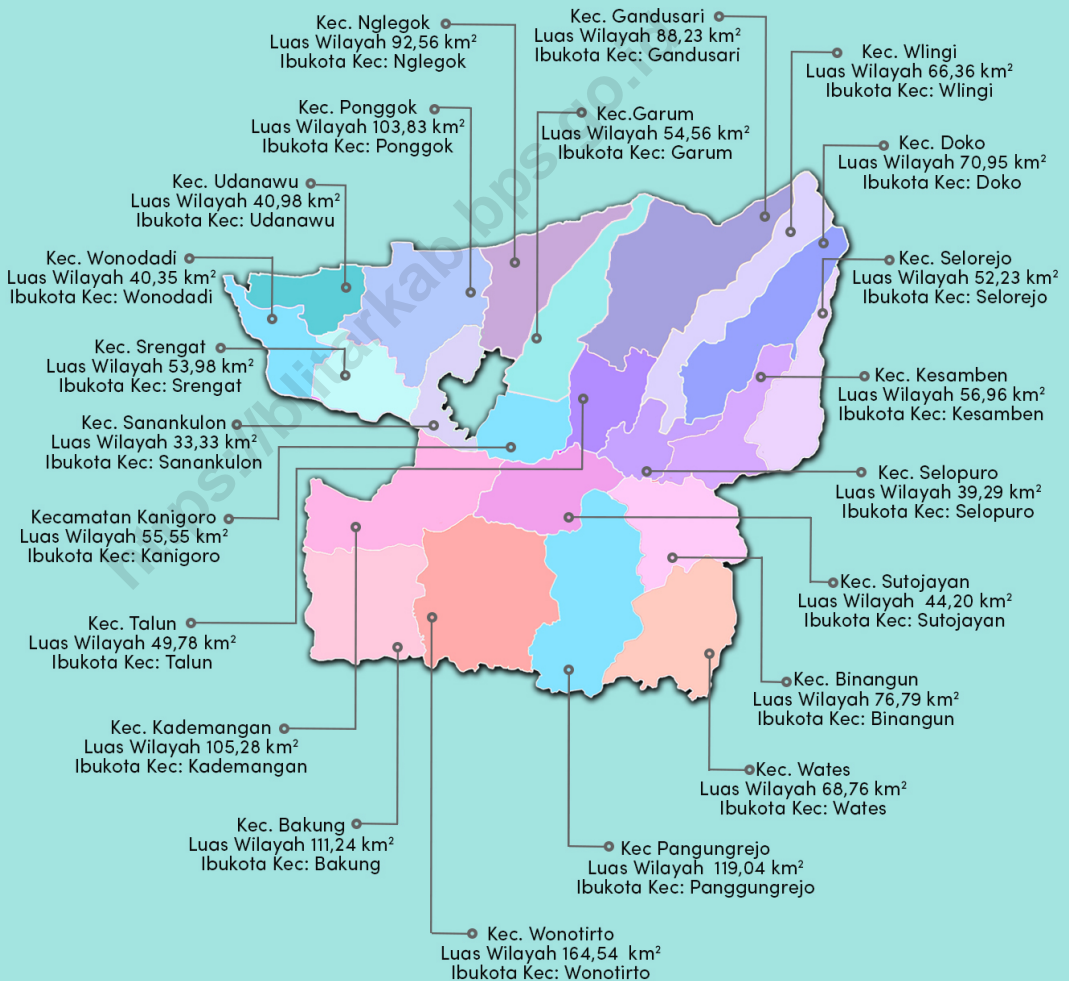 Kec. Nglegok
Luas Wilayah 92,56 km²
Ibukota Kec: Nglegok
Kec. Gandusari
Luas Wilayah 88,23 km²
Ibukota Kec: Gandusari
Kec. Wlingi
Luas Wilayah 66,36 km²
Ibukota Kec: Wlingi
Kec. Ponggok
Luas Wilayah 103,83 km²
Ibukota Kec: Ponggok
Kec.Garum
Luas Wilayah 54,56 km²
Ibukota Kec: Garum
Kec. Doko
Luas Wilayah 70,95 km²
Ibukota Kec: Doko
Kec. Udanawu
Luas Wilayah 40,98 km²
Ibukota Kec: Udanawu
Kec. Wonodadi
Luas Wilayah 40,35 km²
Ibukota Kec: Wonodadi
Kec. Selorejo
Luas Wilayah 52,23 km²
Ibukota Kec: Selorejo
Kec. Srengat
Luas Wilayah 53,98 km²
Ibukota Kec: Srengat
Kec. Kesamben
Luas Wilayah 56,96 km²
Ibukota Kec: Kesamben
Kec. Sanankulon
Luas Wilayah 33,33 km²
Ibukota Kec: Sanankulon
Kec. Selopuro
Luas Wilayah 39,29 km²
Ibukota Kec: Selopuro
Kecamatan Kanigoro
Luas Wilayah 55,55 km²
Ibukota Kec: Kanigoro
Kec. Sutojayan
Luas Wilayah 44,20 km²
Ibukota Kec: Sutojayan
Kec. Talun
Luas Wilayah 49,78 km²
Ibukota Kec: Talun
Kec. Binangun
Luas Wilayah 76,79 km²
Ibukota Kec: Binangun
Kec. Kademangan
Luas Wilayah 105,28 km²
Ibukota Kec: Kademangan
Kec. Wates
Luas Wilayah 68,76 km²
Ibukota Kec: Wates
Kec. Bakung
Luas Wilayah 111,24 km²
Ibukota Kec: Bakung
Kec Pangungrejo
Luas Wilayah 119,04 km²
Ibukota Kec: Panggungrejo
Kec. Wonotirto
Luas Wilayah 164,54 km²
Ibukota Kec: Wonotirto
https://blitarkab.bps.go.id